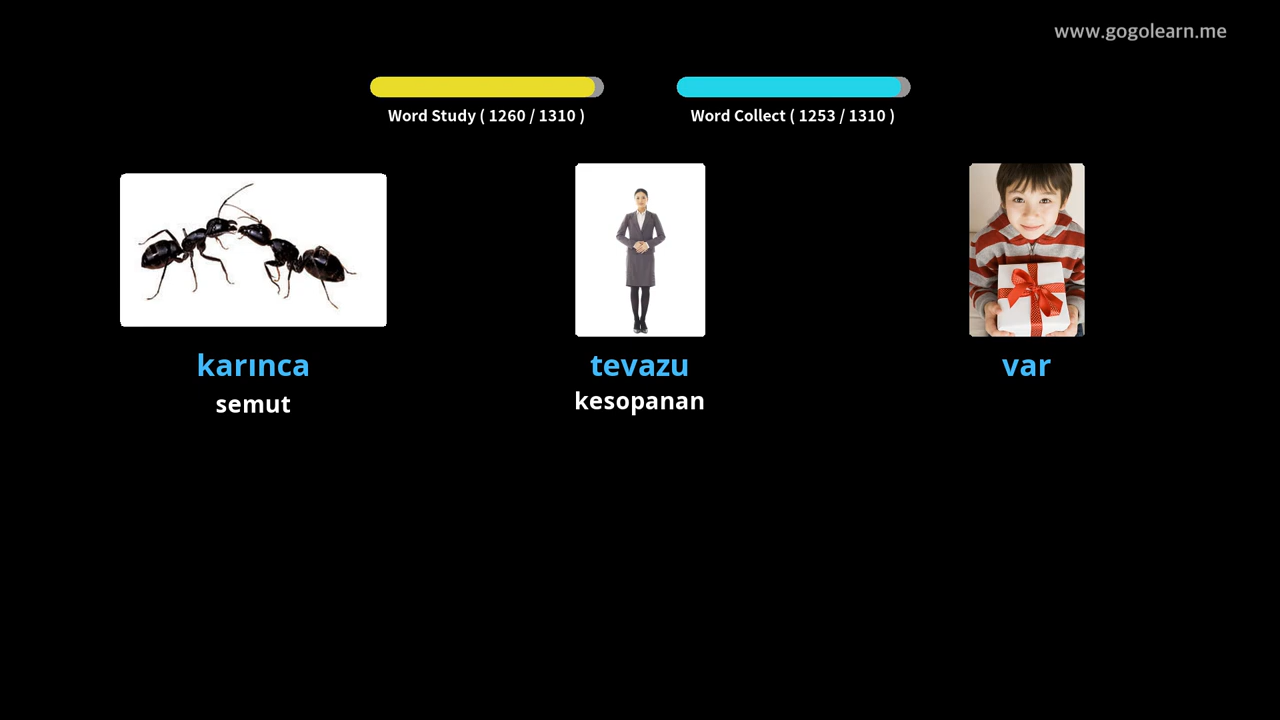 www.gogolearn.me
Word Study ( 1260 / 1310 )
Word Collect ( 1253 / 1310 )
karınca
semut
tevazu
kesopanan
var